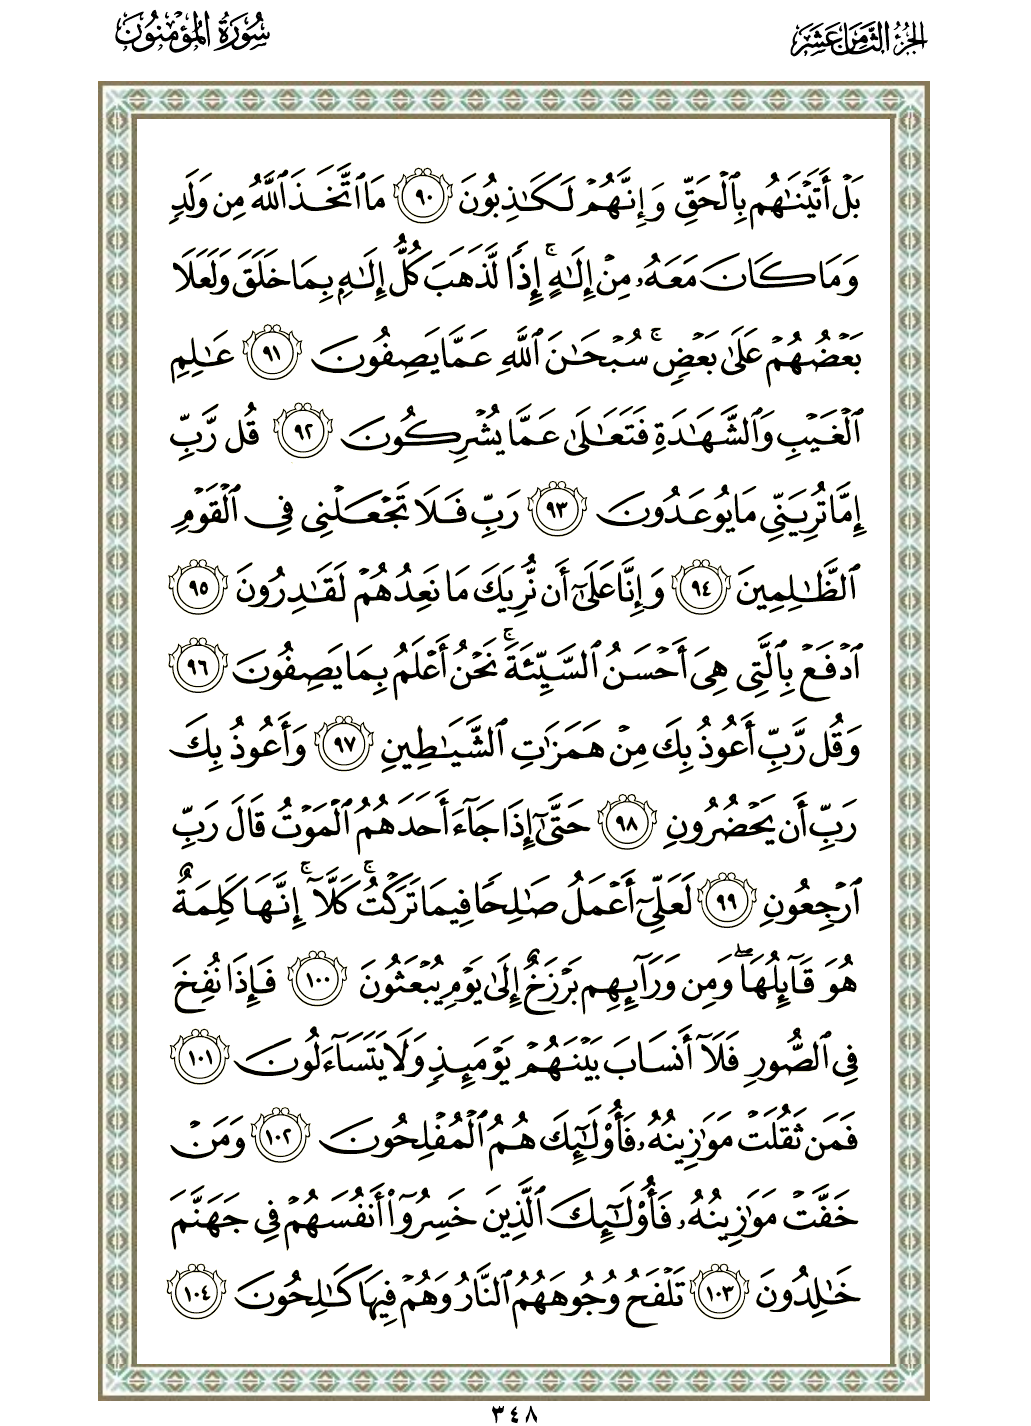 الجزء الثامن عشر
سورة المؤمنون
بَلْ أَتَيْنَٰهُم بِٱلْحَقِّ وَإِنَّهُمْ لَكَٰذِبُونَ ٩٠ مَا ٱتَّخَذَ ٱللَّهُ مِن وَلَدٍ
وَمَا كَانَ مَعَهُۥ مِنْ إِلَٰهٍ ۚ إِذًا لَّذَهَبَ كُلُّ إِلَٰهٍۭ بِمَا خَلَقَ وَلَعَلَا
بَعْضُهُمْ عَلَىٰ بَعْضٍ ۚ سُبْحَٰنَ ٱللَّهِ عَمَّا يَصِفُونَ ٩١ عَٰلِمِ
ٱلْغَيْبِ وَٱلشَّهَٰدَةِ فَتَعَٰلَىٰ عَمَّا يُشْرِكُونَ ٩٢ قُل رَّبِّ
إِمَّا تُرِيَنِّى مَا يُوعَدُونَ ٩٣ رَبِّ فَلَا تَجْعَلْنِى فِى ٱلْقَوْمِ
ٱلظَّٰلِمِينَ ٩٤ وَإِنَّا عَلَىٰٓ أَن نُّرِيَكَ مَا نَعِدُهُمْ لَقَٰدِرُونَ ٩٥
ٱدْفَعْ بِٱلَّتِى هِىَ أَحْسَنُ ٱلسَّيِّئَةَ ۚ نَحْنُ أَعْلَمُ بِمَا يَصِفُونَ ٩٦
وَقُل رَّبِّ أَعُوذُ بِكَ مِنْ هَمَزَٰتِ ٱلشَّيَٰطِينِ ٩٧ وَأَعُوذُ بِكَ
رَبِّ أَن يَحْضُرُونِ ٩٨ حَتَّىٰٓ إِذَا جَآءَ أَحَدَهُمُ ٱلْمَوْتُ قَالَ رَبِّ
ٱرْجِعُونِ ٩٩ لَعَلِّىٓ أَعْمَلُ صَٰلِحًا فِيمَا تَرَكْتُ ۚ كَلَّآ ۚ إِنَّهَا كَلِمَةٌ
هُوَ قَآئِلُهَا ۖ وَمِن وَرَآئِهِم بَرْزَخٌ إِلَىٰ يَوْمِ يُبْعَثُونَ ١٠٠ فَإِذَا نُفِخَ
فِى ٱلصُّورِ فَلَآ أَنسَابَ بَيْنَهُمْ يَوْمَئِذٍ وَلَا يَتَسَآءَلُونَ ١٠١
فَمَن ثَقُلَتْ مَوَٰزِينُهُۥ فَأُو۟لَٰٓئِكَ هُمُ ٱلْمُفْلِحُونَ ١٠٢ وَمَنْ
خَفَّتْ مَوَٰزِينُهُۥ فَأُو۟لَٰٓئِكَ ٱلَّذِينَ خَسِرُوٓا۟ أَنفُسَهُمْ فِى جَهَنَّمَ
خَٰلِدُونَ ١٠٣ تَلْفَحُ وُجُوهَهُمُ ٱلنَّارُ وَهُمْ فِيهَا كَٰلِحُونَ ١٠٤
٣٤٨